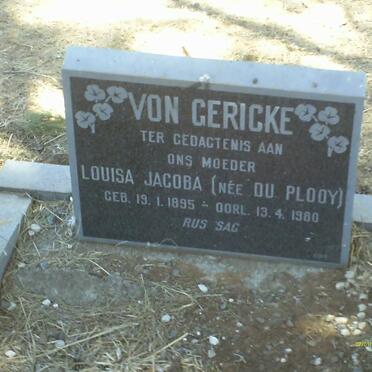 VON GERICKE
TER GEDAGTENIS AAN
ONS MOEDER
LOUISA JACOBA (NÉE DU PLOOY)
GEB. 19. 1. 1895 - OORL. 13. 4. 1980
RUS SAG